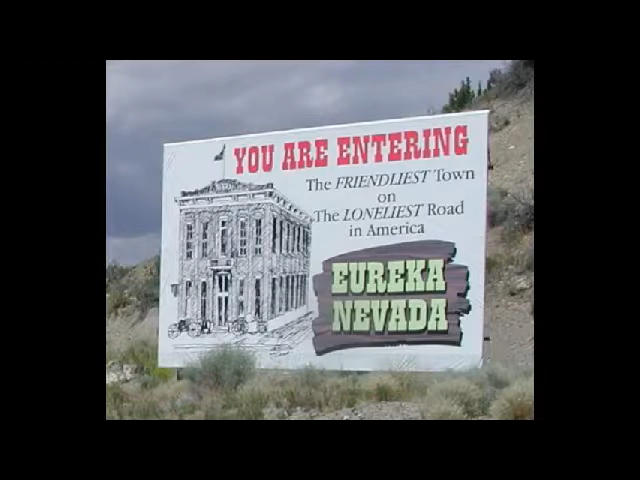 YOU ARE ENTERING
The FRIENDLIEST Town
on
The LONELIEST Road
in America
EUREKA
NEVADA